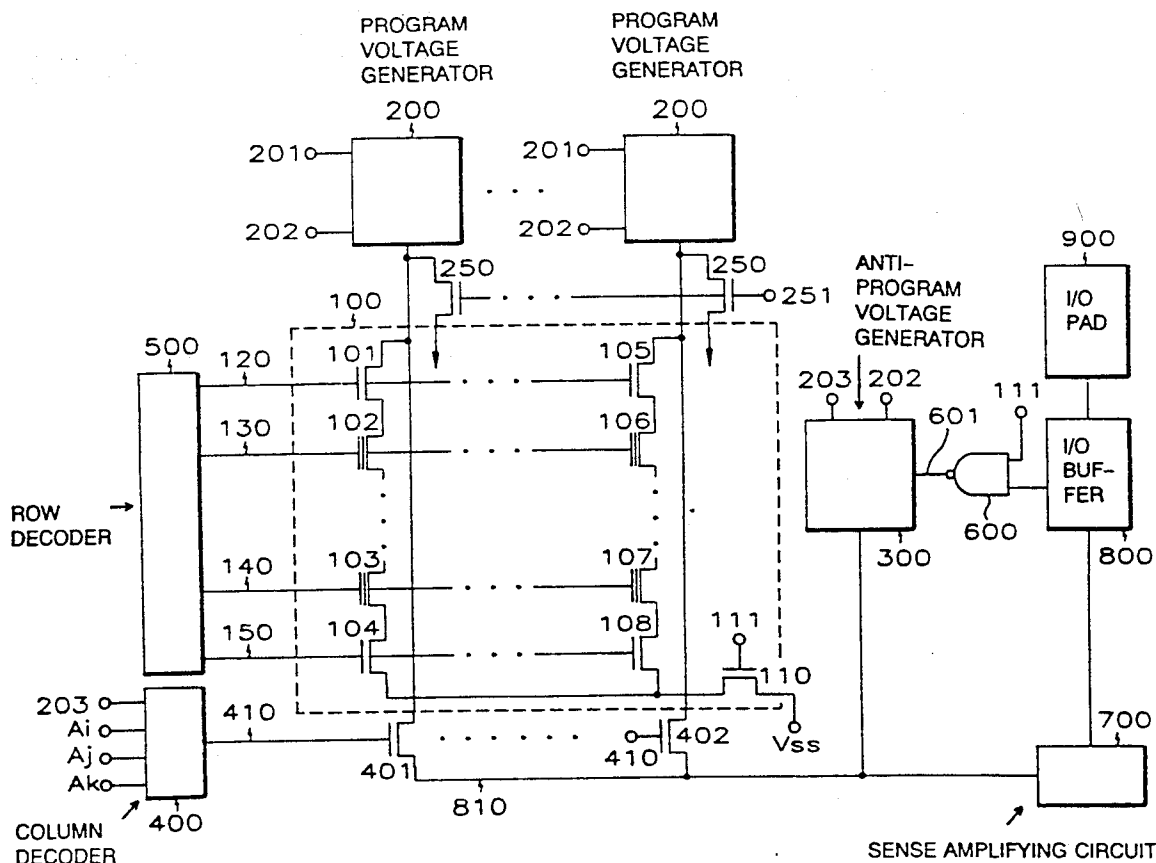 PROGRAM
VOLTAGE
GENERATOR
PROGRAM
VOLTAGE
GENERATOR
200
200
201
201
202
202
250
250
251
ANTI-
PROGRAM
VOLTAGE
GENERATOR
900
I/O
PAD
100
500
120
101
105
203
202
111
130
102
106
601
I/O
BUF-
FER
600
300
800
ROW
DECODER
140
103
107
150
104
108
111
110
203
Ai
Aj
Ak
410
401
410
402
Vss
700
400
810
COLUMN
DECODER
SENSE AMPLIFYING CIRCUIT